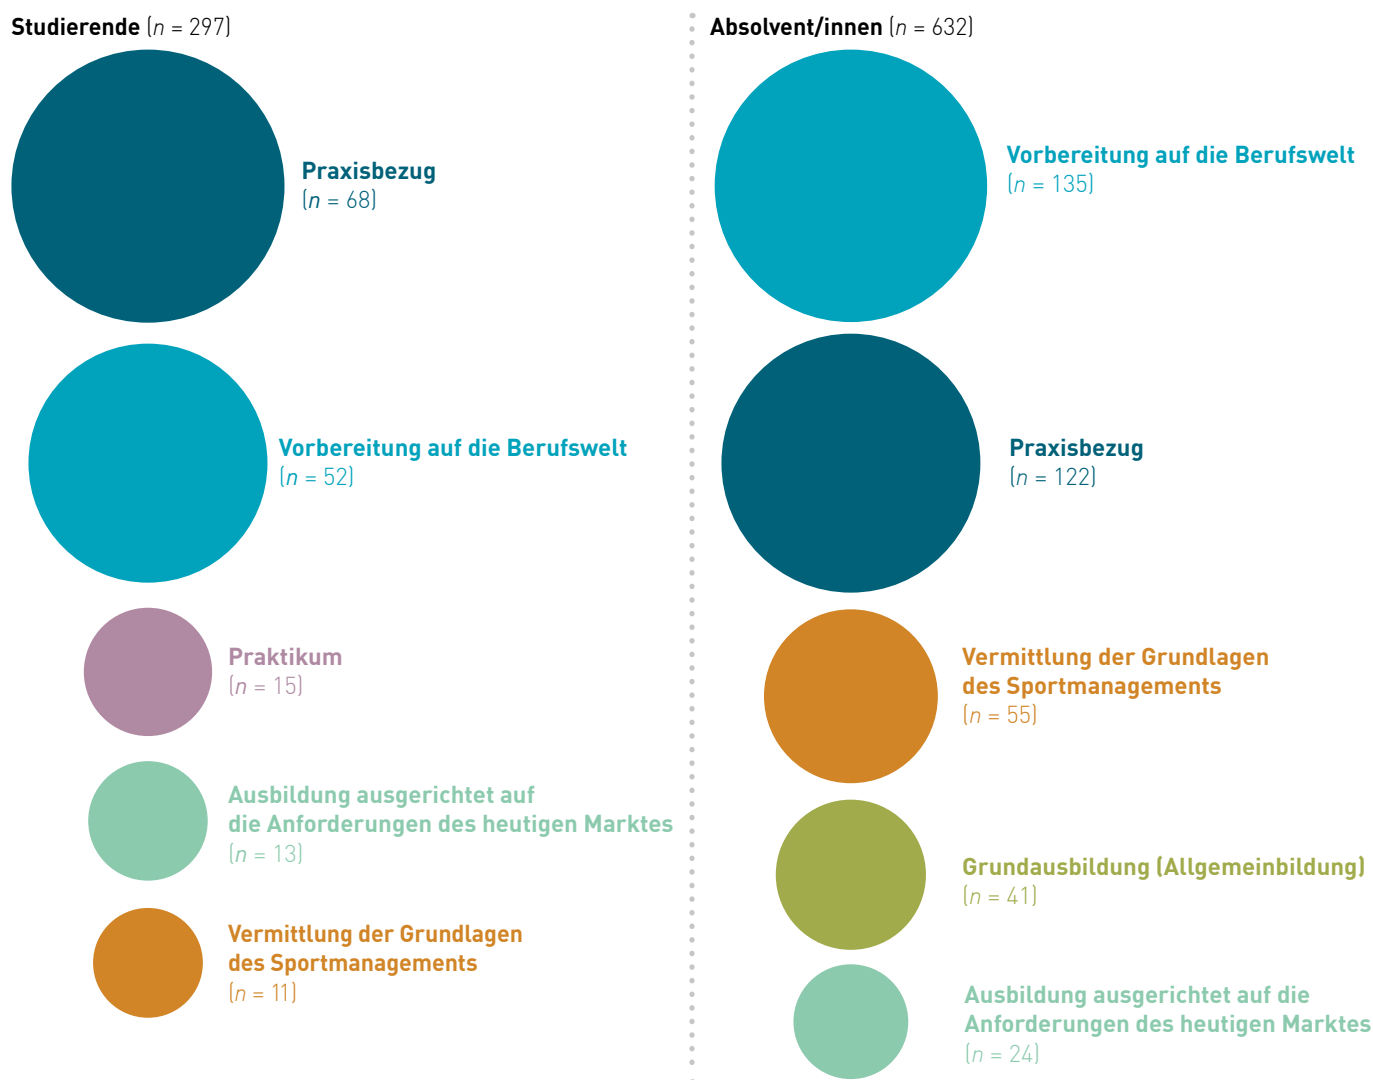 Studierende (n = 297)
Praxisbezug
(n = 68)
Vorbereitung auf die Berufswelt
(n = 52)
Praktikum
(n = 15)
Ausbildung ausgerichtet auf
die Anforderungen des heutigen Marktes
(n = 13)
Vermittlung der Grundlagen
des Sportmanagements
(n = 11)
Absolvent/innen (n = 632)
Vorbereitung auf die Berufswelt
(n = 135)
Praxisbezug
(n = 122)
Vermittlung der Grundlagen
des Sportmanagements
(n = 55)
Grundausbildung (Allgemeinbildung)
(n = 41)
Ausbildung ausgerichtet auf die
Anforderungen des heutigen Marktes
(n = 24)